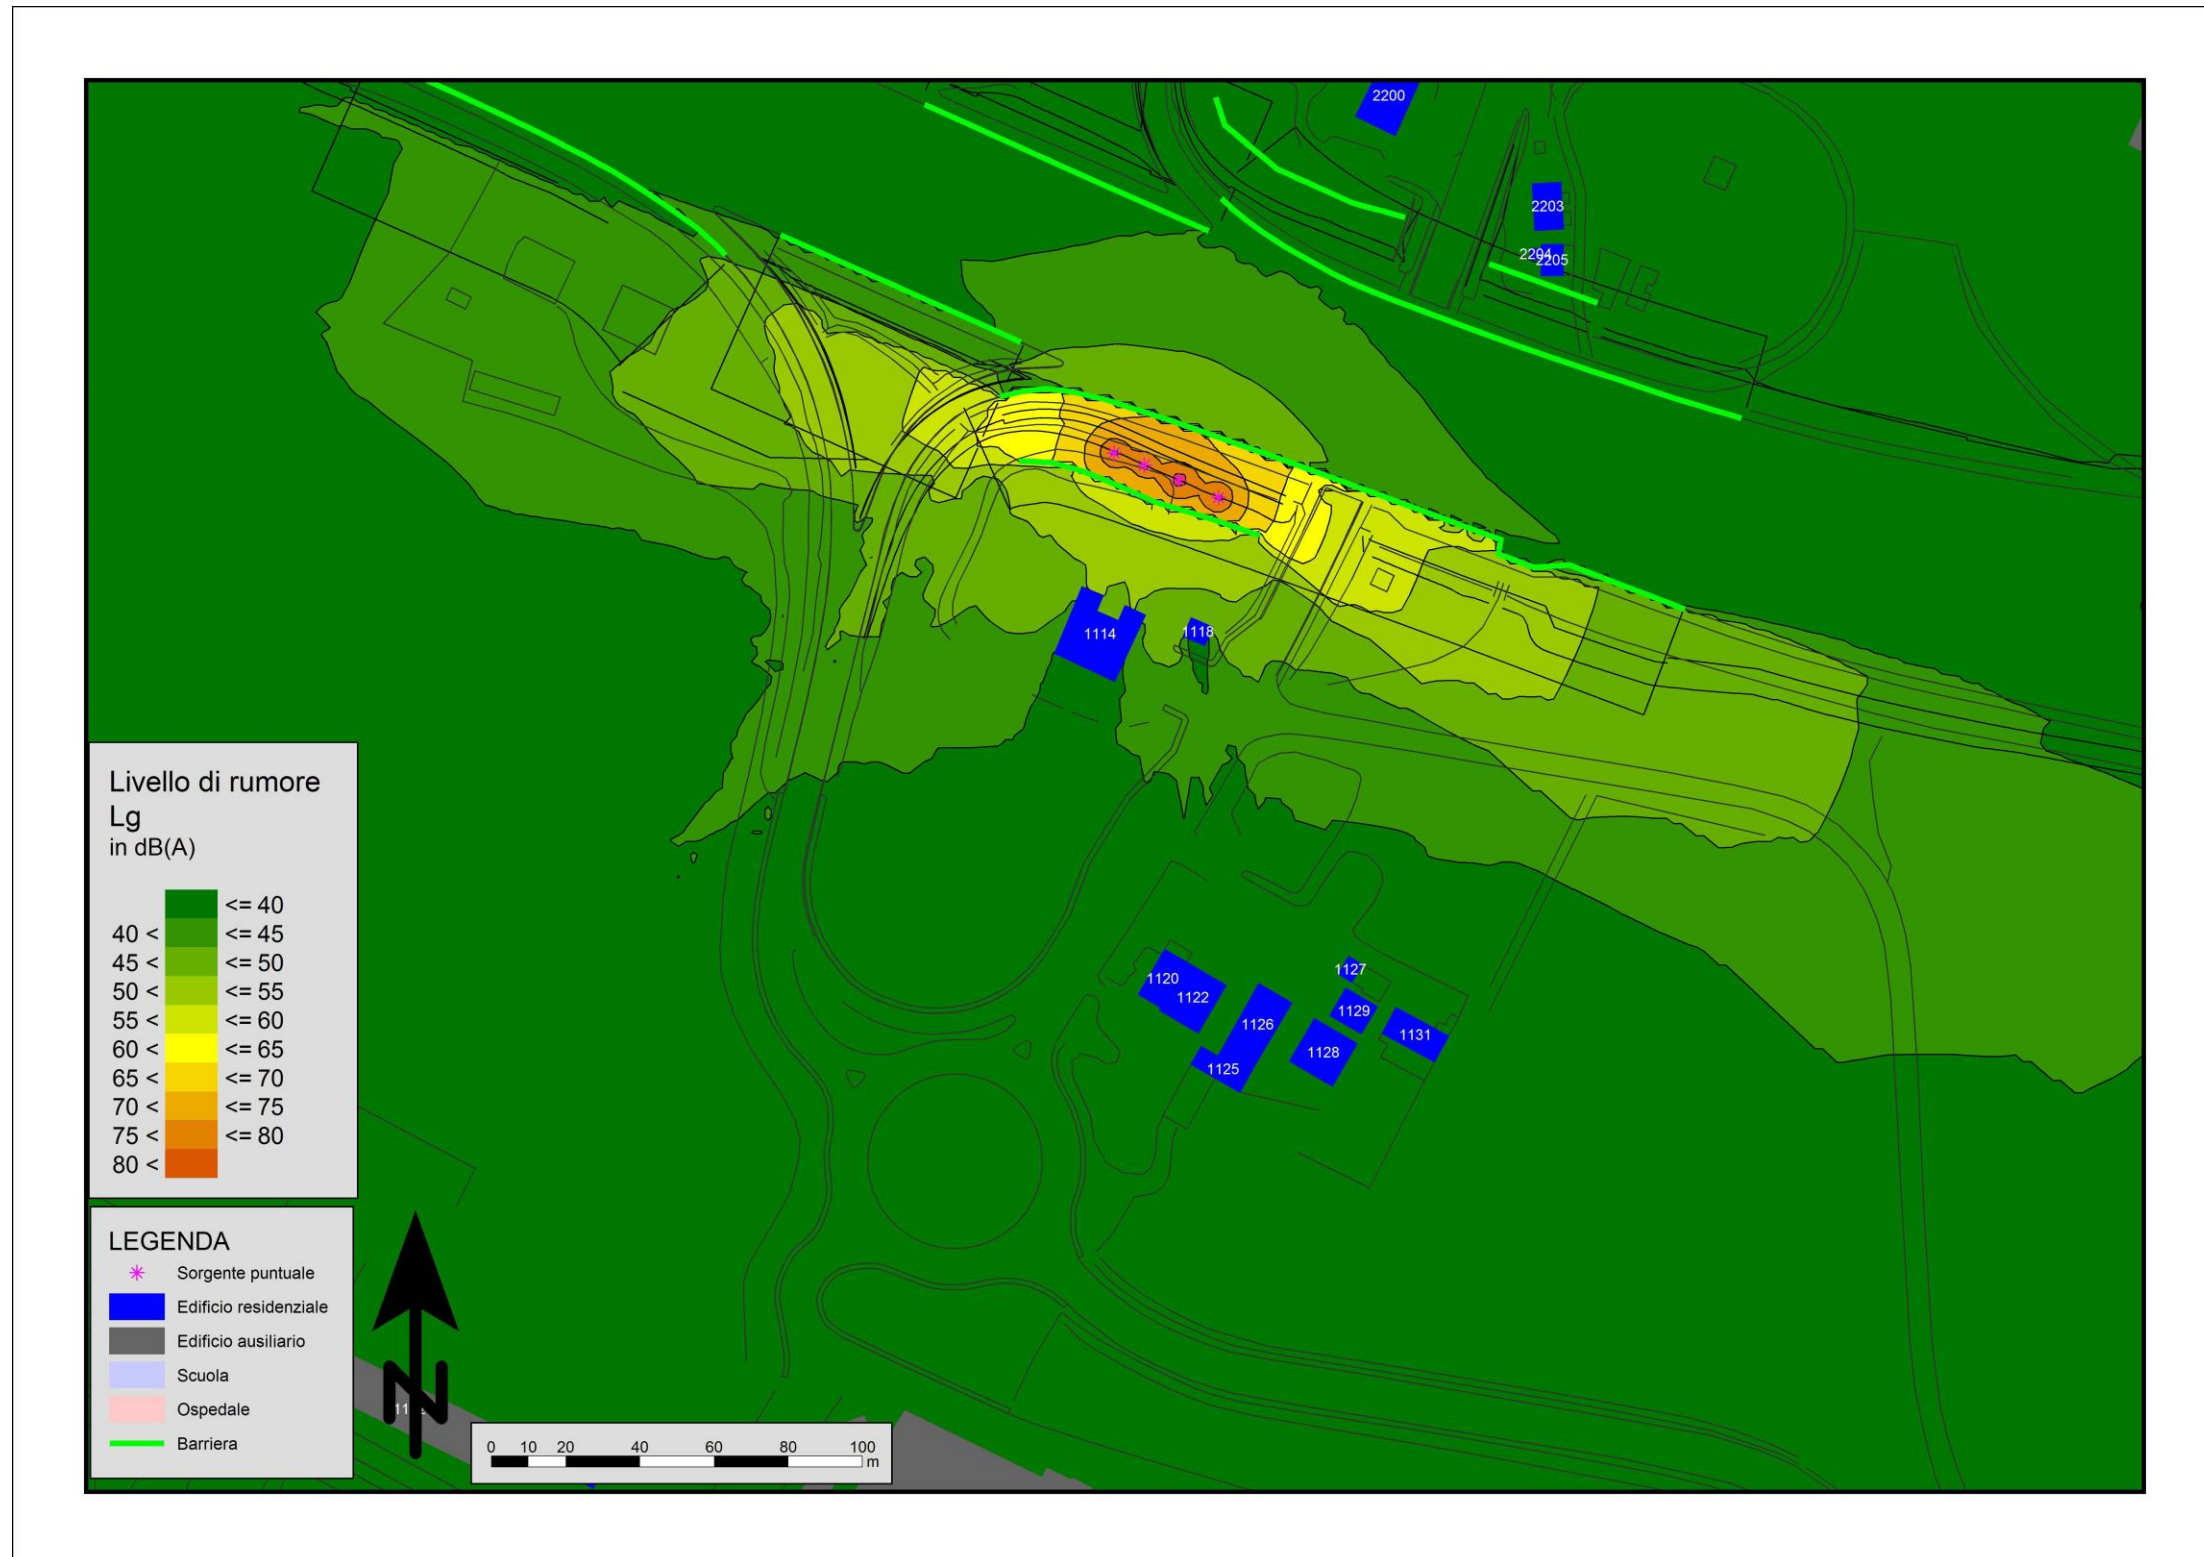 2200
2203
2204
2205
1114
1118
Livello di rumore
Lg
in dB(A)
<= 40
40 < <= 45
45 < <= 50
50 < <= 55
55 < <= 60
60 < <= 65
65 < <= 70
70 < <= 75
75 < <= 80
80 <
1120
1122
1127
1129
1126
1131
1128
1125
LEGENDA
Sorgente puntuale
Edificio residenziale
Edificio ausiliario
Scuola
Ospedale
Barriera
N
0 10 20 40 60 80 100
m